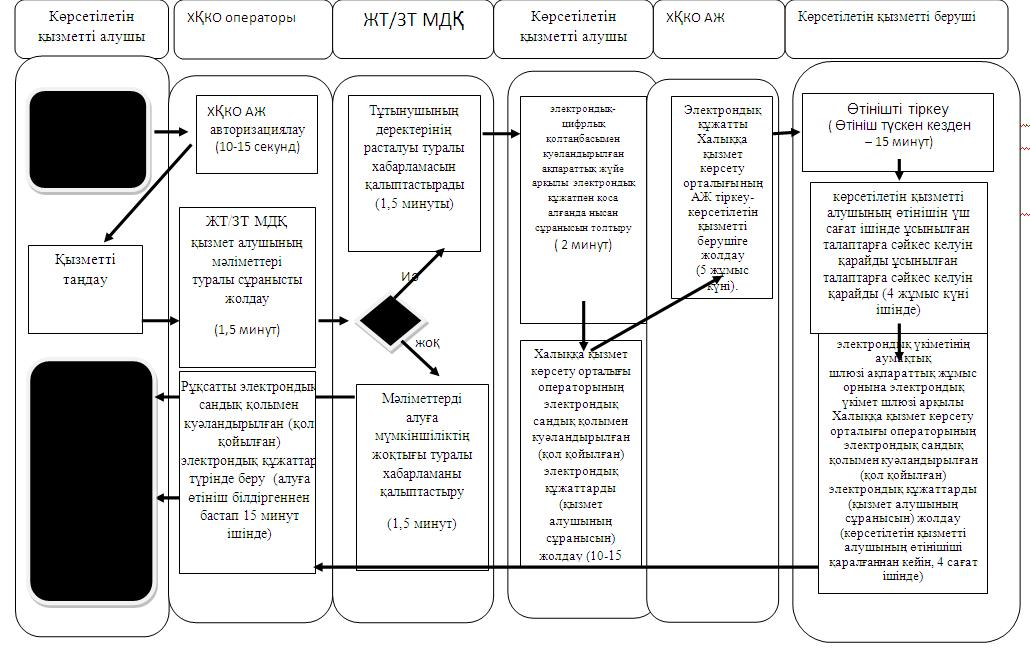 Көрсетілетін
қызметті алушы
ХҚКО операторы
ЖТ/ЗТ МДҚ
Көрсетілетін
қызметті алушы
ХҚКО АЖ
Көрсетілетін қызметті беруші
Қызметті
таңдау
ХҚКО АЖ
авторизациялау
(10-15 секунд)
ЖТ/ЗТ МДҚ
қызмет алушының
мәліметтері
туралы сұранысты
жолдау
(1,5 минут)
Рұқсатты электрондық
сандық қолымен
куәландырылған (қол
қойылған)
электрондық құжаттар
түрінде беру (алуға
өтініш білдіргеннен
бастап 15 минут
ішінде)
Тұтынушының
деректерінің
расталуы туралы
хабарламасын
қалыптастырады
(1,5 минуты)
Иә
жоқ
Мәліметтерді
алуға
мүмкіншіліктің
жоқтығы туралы
хабарламаны
қалыптастыру
(1,5 минут)
электрондық-
цифрлық
қолтаңбасымен
куәландырылған
ақпараттық жүйе
арқылы электрондық
құжатпен қоса
алғанда нысан
сұранысын толтыру
( 2 минут)
Халыққа қызмет
көрсету орталығы
операторының
электрондық
сандық қолымен
куәландырылған
(қол қойылған)
электрондық
құжаттарды
(қызмет
алушының
сұранысын)
жолдау (10-15
Электрондық
құжатты
Халыққа
қызмет
көрсету
орталығының
АЖ тіркеу-
көрсетілетін
қызметті
берушіге
жолдау
(5 жұмыс
күні).
Өтінішті тіркеу
( Өтініш түскен кезден
– 15 минут)
көрсетілетін қызметті
алушының өтінішін үш
сағат ішінде ұсынылған
талаптарға сәйкес келуін
қарайды ұсынылған
талаптарға сәйкес келуін
қарайды (4 жұмыс күні
ішінде)
электрондық үкіметінің
аумақтық
шлюзі ақпараттық жұмыс
орнына электрондық
үкімет шлюзі арқылы
Халыққа қызмет көрсету
орталығы операторының
электрондық сандық
қолымен куәландырылған
(қол қойылған)
электрондық құжаттарды
(қызмет алушының
сұранысын) жолдау
(көрсетілетін қызметті
алушының өтінішіші
қаралғаннан кейін, 4 сағат
ішінде)